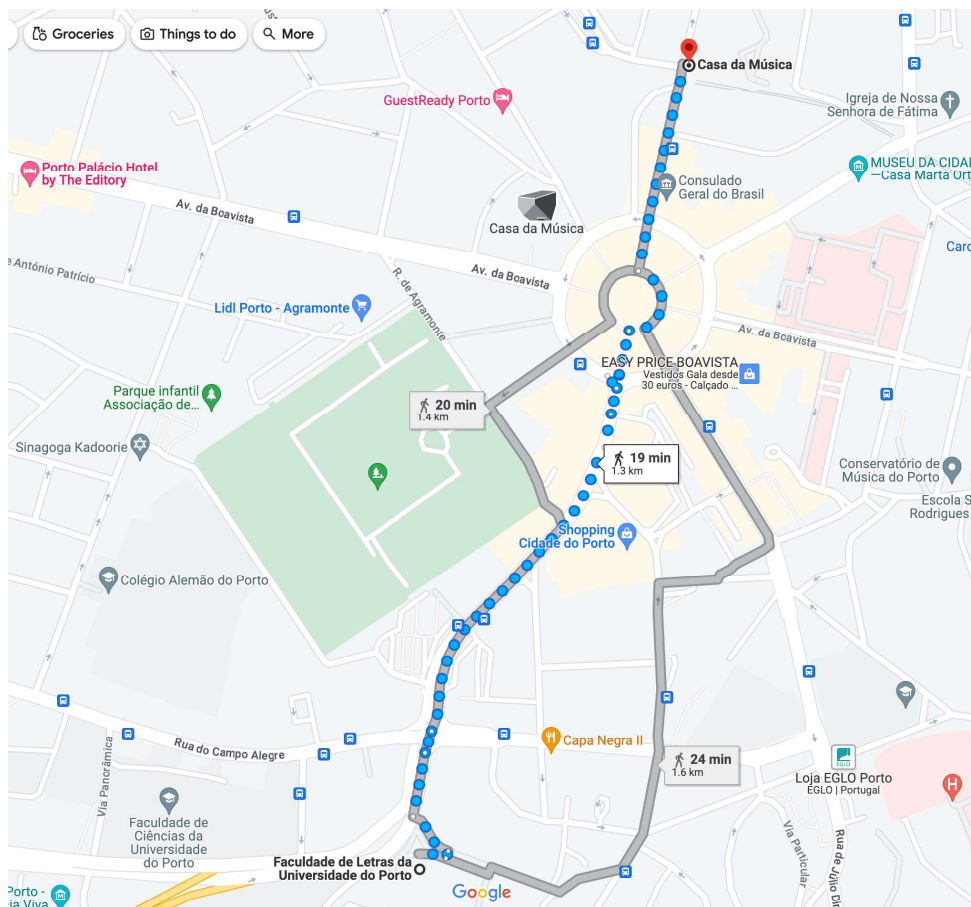 Groceries
Things to do
More
Casa da Música
GuestReady Porto
Igreja de Nossa
Senhora de Fátima
Porto Palácio Hotel
by The Editory
MUSEU DA CIDAD
—Casa Marta Ort
Consulado
Geral do Brasil
Av. da Boavista
Casa da Música
Caro
e António Patrício
Av. da Boavista
R. de Agramonte
Lidl Porto - Agramonte
Av. da Boavista
EASY PRICE BOAVISTA
Vestidos Gala desde
30 euros - Calçado ...
Parque infantil
Associação de...
20 min
1.4 km
Sinagoga Kadoorie
19 min
1.3 km
Conservatório de
Música do Porto
Escola S
Rodrigues
Shopping
Cidade do Porto
Colégio Alemão do Porto
Rua do Campo Alegre
Capa Negra II
24 min
1.6 km
EGLO
Loja EGLO Porto
EGLO | Portugal
H
Via Panorâmica
Faculdade de
Ciências da
Universidade
do Porto
Via Particular
Rua de Júlio Din
Faculdade de Letras da
Universidade do Porto
Porto -
cia Viva
Google